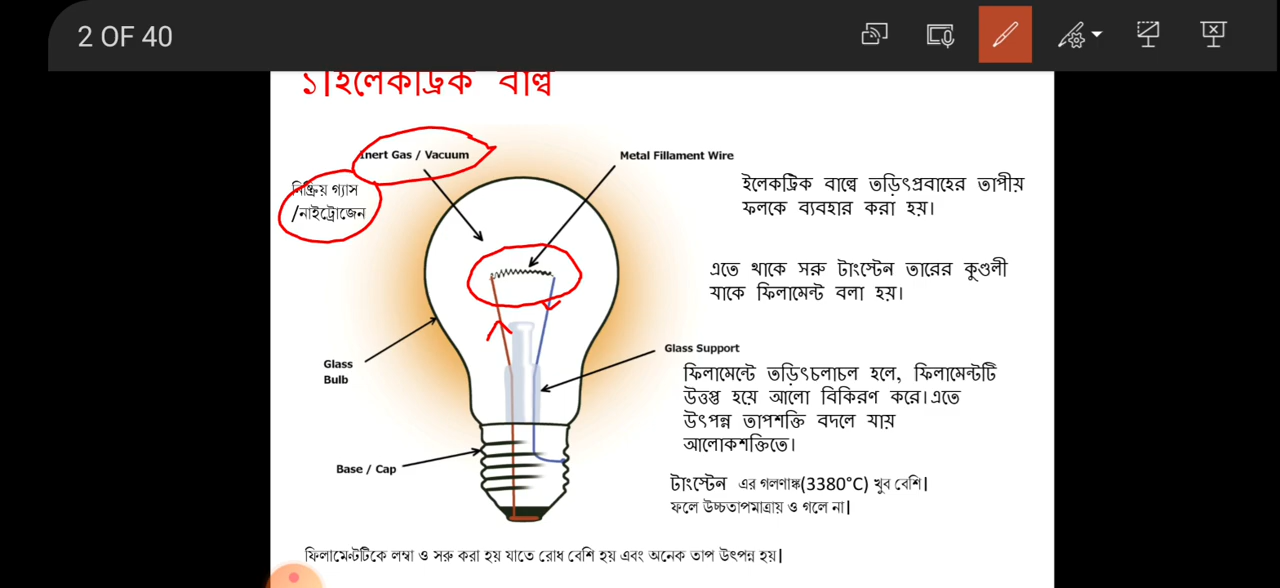 2 OF 40
১।ইলেকট্রিক বাল্ব
Inert Gas / Vacuum
Metal Fillament Wire
নিষ্ক্রিয় গ্যাস
/নাইট্রোজেন
ইলেকট্রিক বাল্বে তড়িৎপ্রবাহের তাপীয়
ফলকে ব্যবহার করা হয়।
এতে থাকে সরু টাংস্টেন তারের কুণ্ডলী
যাকে ফিলামেন্ট বলা হয়।
Glass Support
Glass
Bulb
ফিলামেন্টে তড়িৎচলাচল হলে, ফিলামেন্টটি
উত্তপ্ত হয়ে আলো বিকিরণ করে।এতে
উৎপন্ন তাপশক্তি বদলে যায়
আলোকশক্তিতে।
Base / Cap
টাংস্টেন এর গলণাঙ্ক(3380°C) খুব বেশি।
ফলে উচ্চতাপমাত্রায় ও গলে না।
ফিলামেন্টটিকে লম্বা ও সরু করা হয় যাতে রোধ বেশি হয় এবং অনেক তাপ উৎপন্ন হয়।